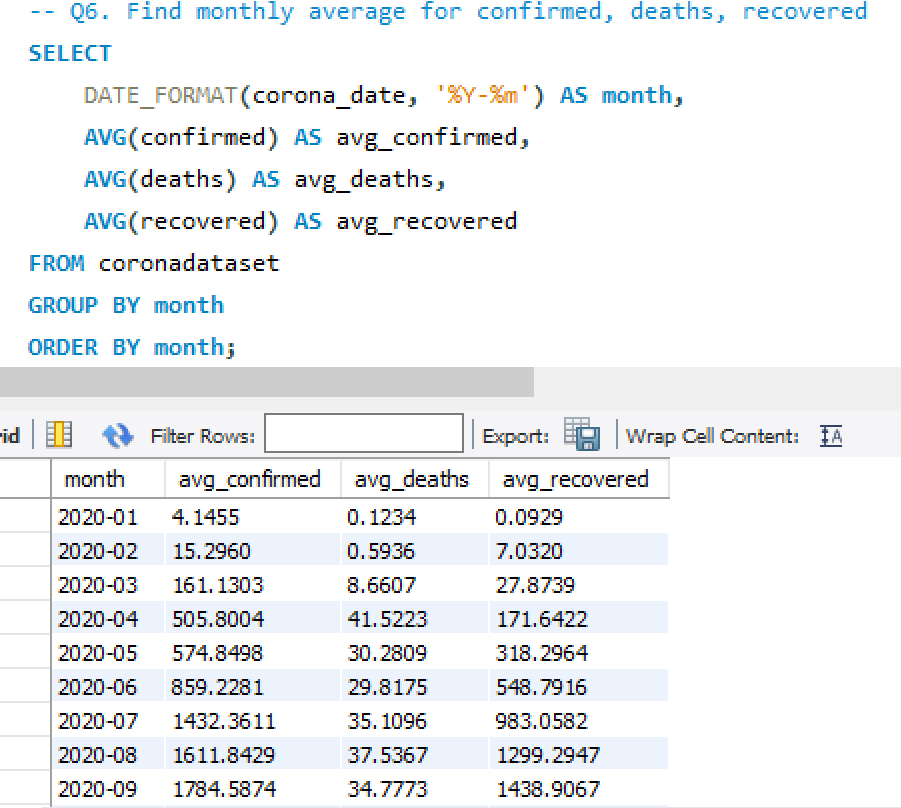 -- Q6. Find monthly average for confirmed, deaths, recovered
SELECT
DATE_FORMAT(corona_date, '%Y-%m') AS month,
AVG(confirmed) AS avg_confirmed,
AVG(deaths) AS avg_deaths,
AVG(recovered) AS avg_recovered
FROM coronadataset
GROUP BY month
ORDER BY month;
rid Filter Rows: Export: Wrap Cell Content: IA
month avg_confirmed avg_deaths avg_recovered
2020-01 4.1455 0.1234 0.0929
2020-02 15.2960 0.5936 7.0320
2020-03 161.1303 8.6607 27.8739
2020-04 505.8004 41.5223 171.6422
2020-05 574.8498 30.2809 318.2964
2020-06 859.2281 29.8175 548.7916
2020-07 1432.3611 35.1096 983.0582
2020-08 1611.8429 37.5367 1299.2947
2020-09 1784.5874 34.7773 1438.9067